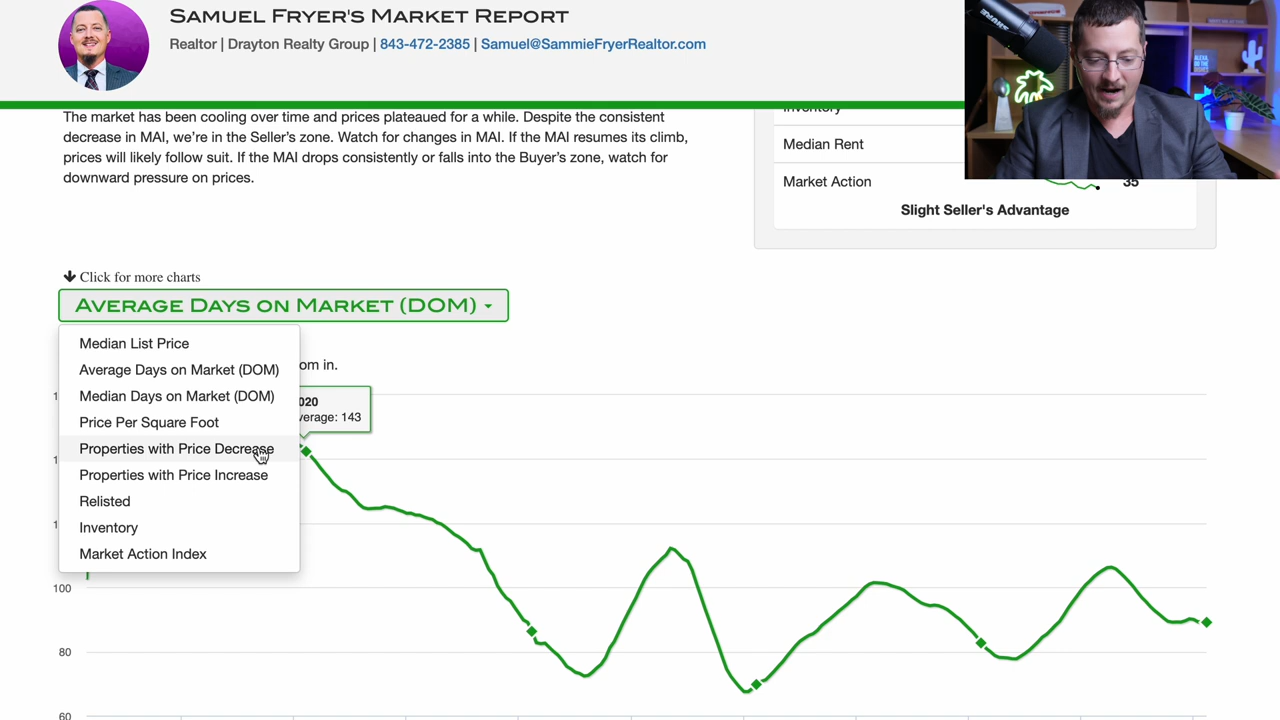 SAMUEL FRYER'S MARKET REPORT
Realtor | Drayton Realty Group | 843-472-2385 | Samuel@SammieFryerRealtor.com
SHURE
The market has been cooling over time and prices plateaued for a while. Despite the consistent
decrease in MAI, we're in the Seller's zone. Watch for changes in MAI. If the MAI resumes its climb,
prices will likely follow suit. If the MAI drops consistently or falls into the Buyer's zone, watch for
downward pressure on prices.
Inventory
Median Rent
Market Action
35
Slight Seller's Advantage
Click for more charts
AVERAGE DAYS ON MARKET (DOM)
Median List Price
Average Days on Market (DOM)
Median Days on Market (DOM)
Price Per Square Foot
Properties with Price Decrease
Properties with Price Increase
Relisted
Inventory
Market Action Index
om in.
020
verage: 143
100
80
60